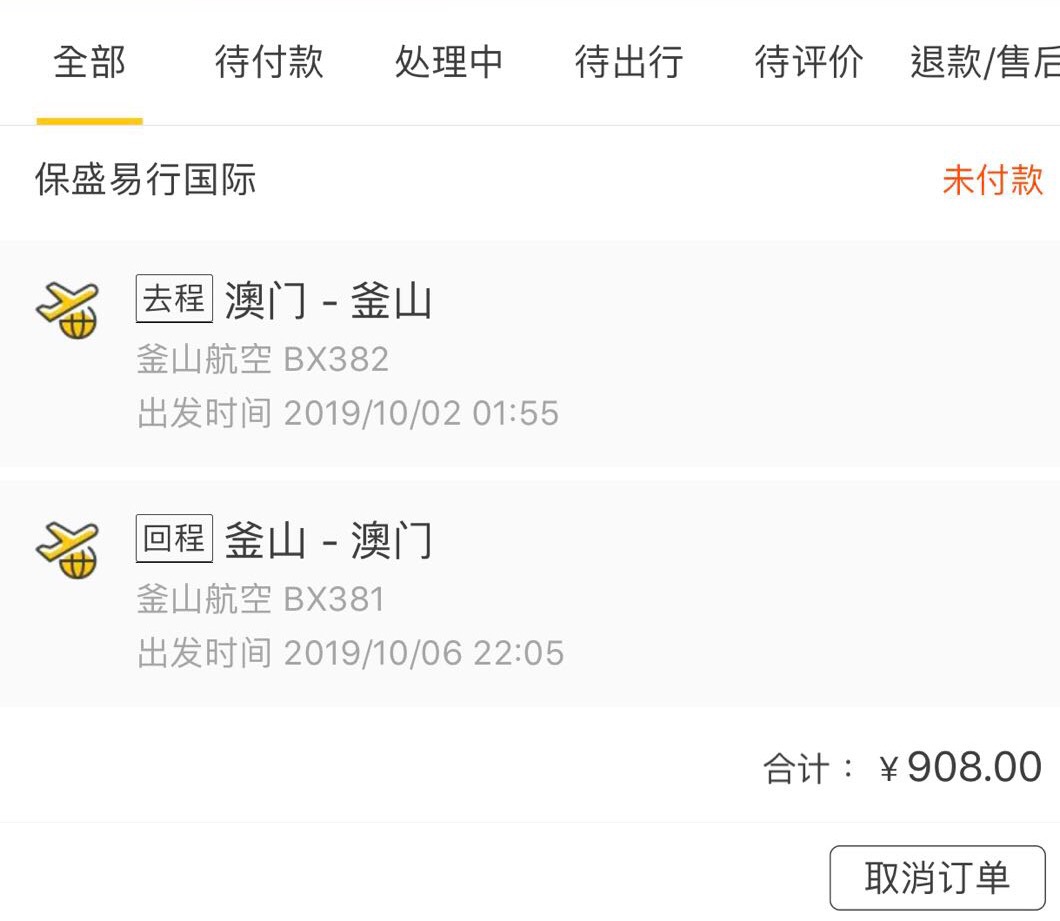 全部 待付款 处理中 待出行 待评价 退款/售后
保盛易行国际 未付款
去程 澳门 - 釜山
釜山航空 BX382
出发时间 2019/10/02 01:55
回程 釜山 - 澳门
釜山航空 BX381
出发时间 2019/10/06 22:05
合计： ¥908.00
取消订单